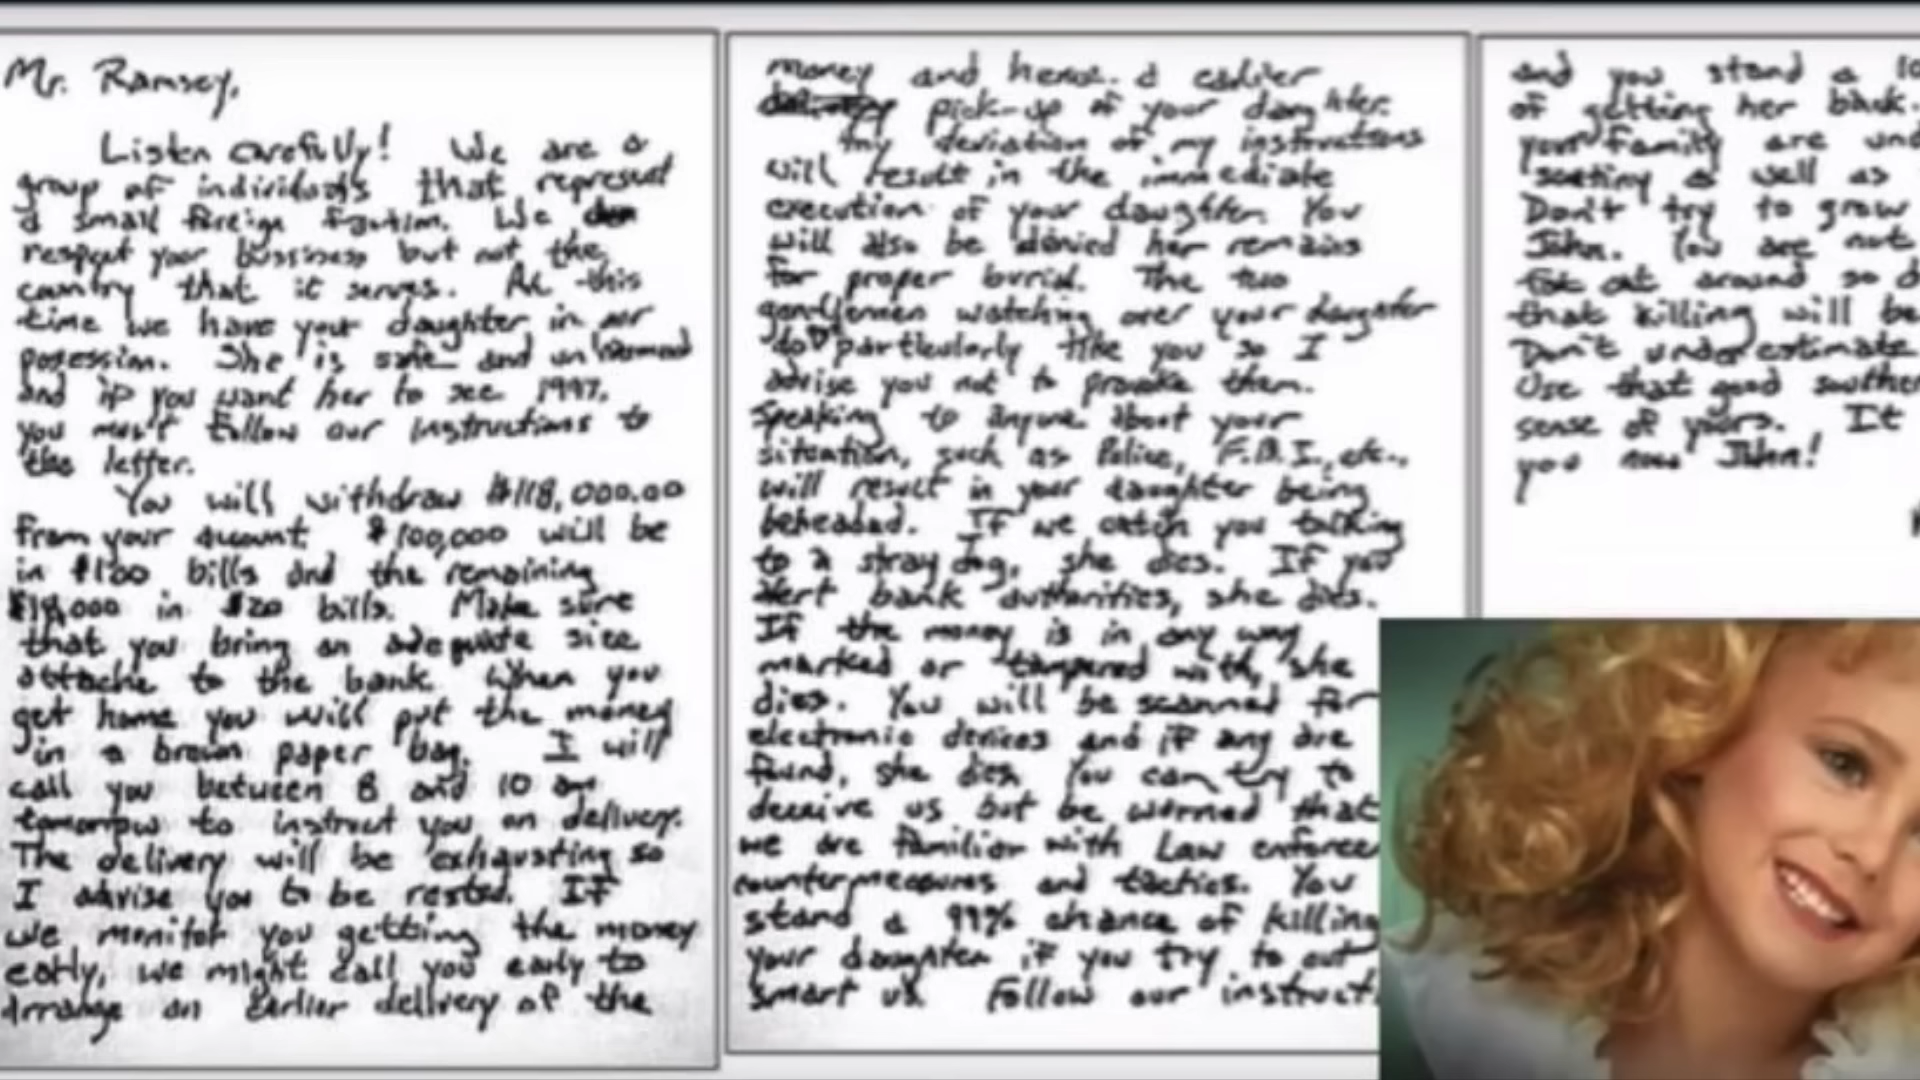 Mr. Ramsey,
Listen carefully! We are a
group of individuals that represent
a small foreign faction. We
respect your bussiness but not the
country that it serves. At this
time we have your daughter in our
posession. She is safe and unharmed
and if you want her to see 1997,
you must follow our instructions to
the letter.
You will withdraw $118,000.00
from your account. $100,000 will be
in $100 bills and the remaining
$18,000 in $20 bills. Make sure
that you bring an adequate size
attache to the bank. When you
get home you will put the money
in a brown paper bag. I will
call you between 8 and 10 am
tomorrow to instruct you on delivery.
The delivery will be exhausting so
I advise you to be rested. If
we monitor you getting the money
early, we might call you early to
arrange an earlier delivery of the
money and hence a earlier
delivery pick-up of your daughter.
Any deviation of my instructions
will result in the immediate
execution of your daughter. You
will also be denied her remains
for proper burial. The two
gentlemen watching over your daughter
do particularly like you so I
advise you not to provoke them.
Speaking to anyone about your
situation, such as Police, F.B.I., etc.,
will result in your daughter being
beheaded. If we catch you talking
to a stray dog, she dies. If you
alert bank authorities, she dies.
If the money is in any way
marked or tampered with, she
dies. You will be scanned for
electronic devices and if any are
found, she dies. You can try to
deceive us but be warned that
we are familiar with Law enforce
countermeasures and tactics. You
stand a 99% chance of killing
your daughter if you try to out
smart us. Follow our instruct
and you stand a 10
of getting her back.
your family are und
scuting as well as
Don't try to grow
John. You are not
fat cat around so d
that killing will be
Don't underestimate
Use that good southern
sense of yours. It
you now John!